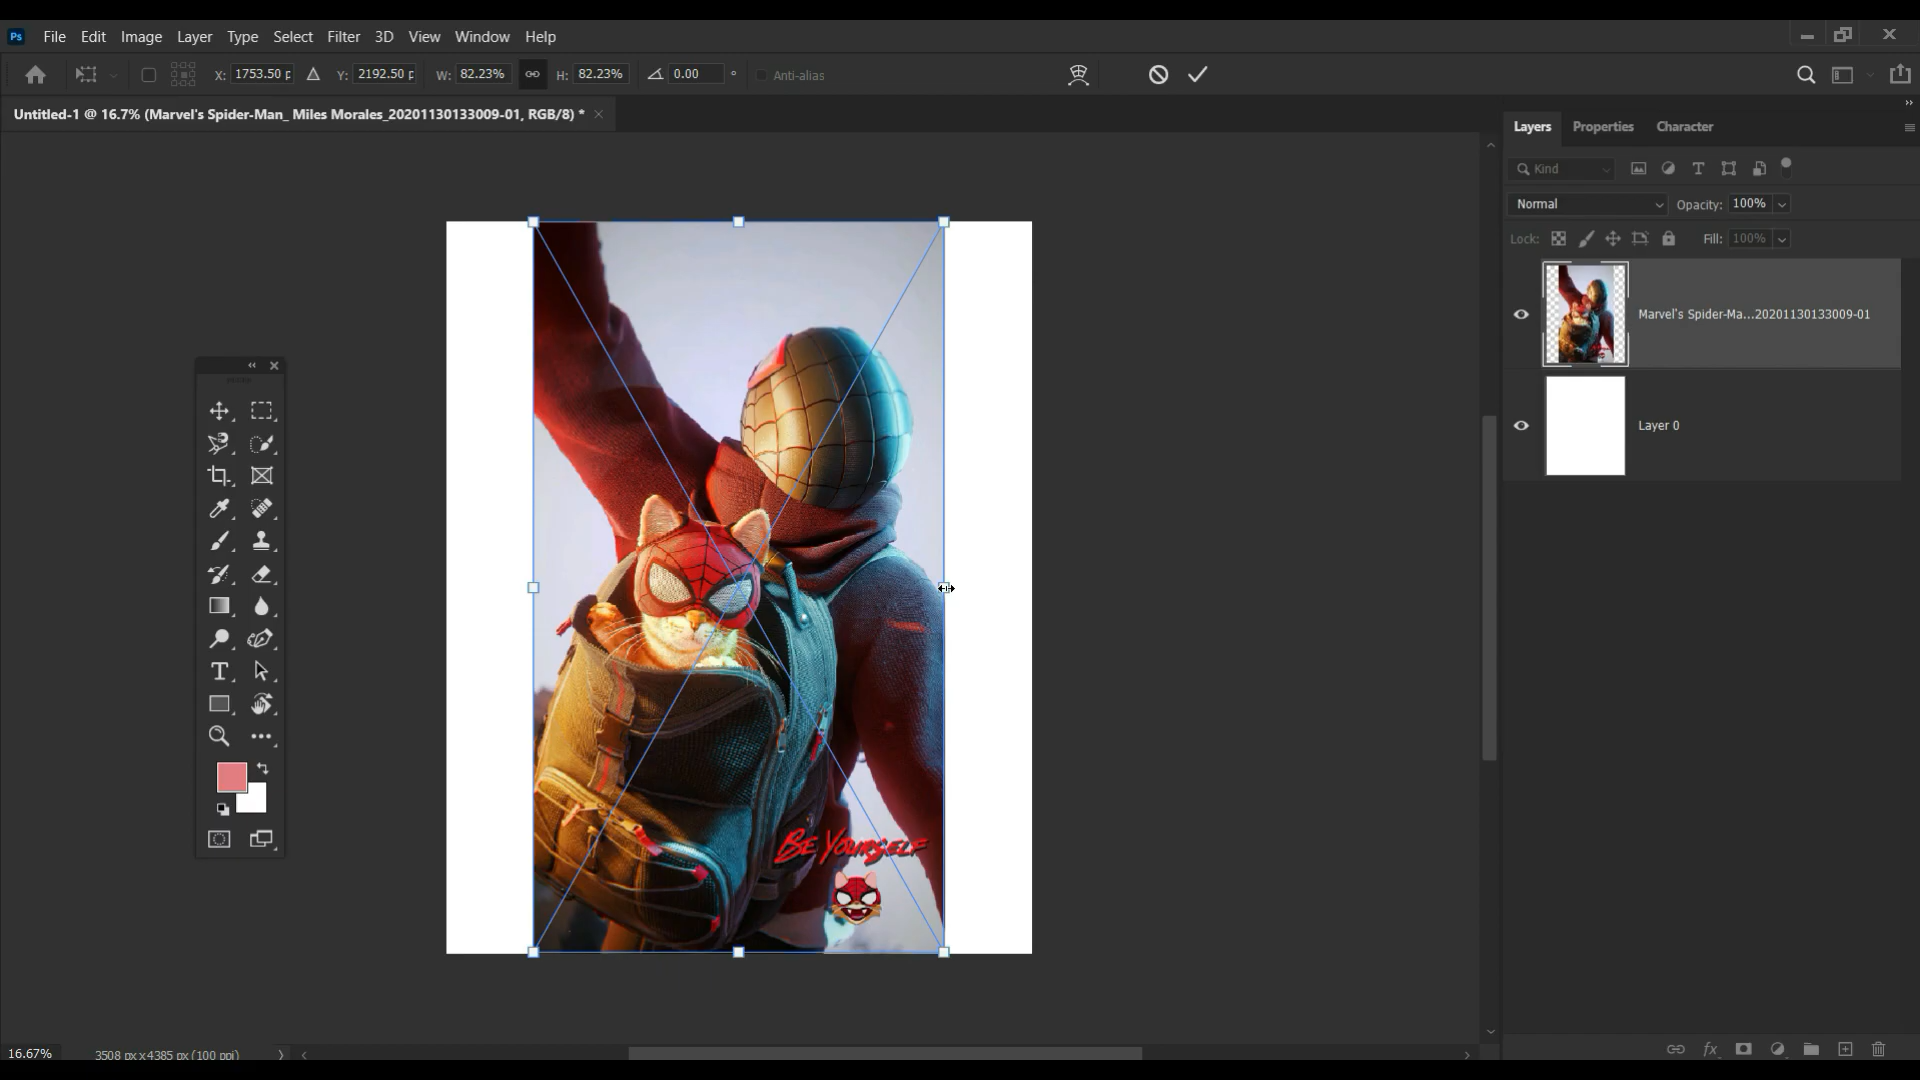 Ps File Edit Image Layer Type Select Filter 3D View Window Help
X: 1753.50 p Y: 2192.50 p W: 82.23% H: 82.23% 0.00 ° Anti-alias
Untitled-1 @ 16.7% (Marvel's Spider-Man_ Miles Morales_20201130133009-01, RGB/8) *
Layers Properties Character
Kind
Normal Opacity: 100%
Lock: Fill: 100%
Marvel's Spider-Ma...20201130133009-01
Layer 0
BE YOURSELF
16.67% 3508 px x 4385 px (100 ppi)